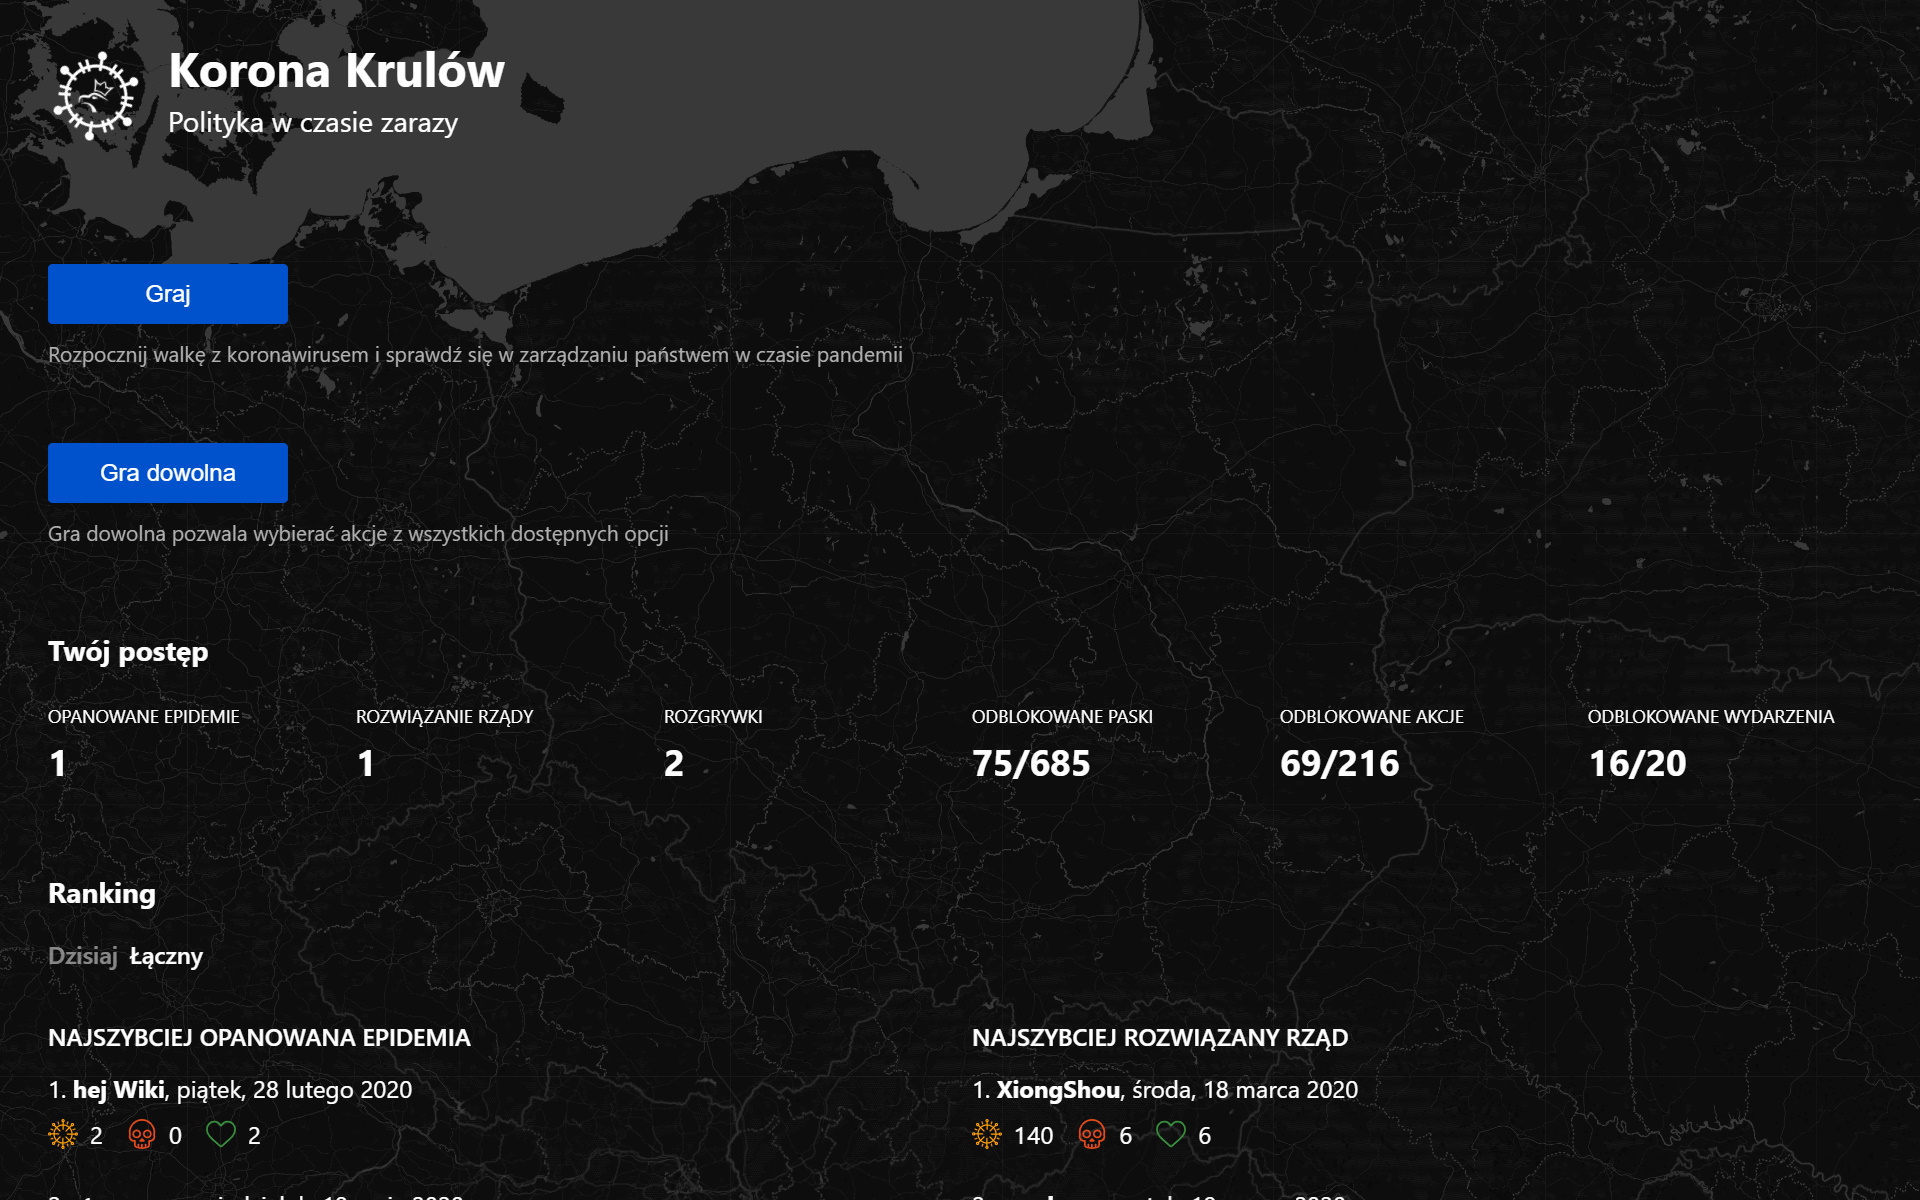 Korona Krulów
Polityka w czasie zarazy
Graj
Rozpocznij walkę z koronawirusem i sprawdź się w zarządzaniu państwem w czasie pandemii
Gra dowolna
Gra dowolna pozwala wybierać akcje z wszystkich dostępnych opcji
Twój postęp
OPANOWANE EPIDEMIE
1
ROZWIĄZANIE RZĄDY
1
ROZGRYWKI
2
ODBLOKOWANE PASKI
75/685
ODBLOKOWANE AKCJE
69/216
ODBLOKOWANE WYDARZENIA
16/20
Ranking
Dzisiaj Łączny
NAJSZYBCIEJ OPANOWANA EPIDEMIA
1. hej Wiki, piątek, 28 lutego 2020
2 0 2
NAJSZYBCIEJ ROZWIĄZANY RZĄD
1. XiongShou, środa, 18 marca 2020
140 6 6